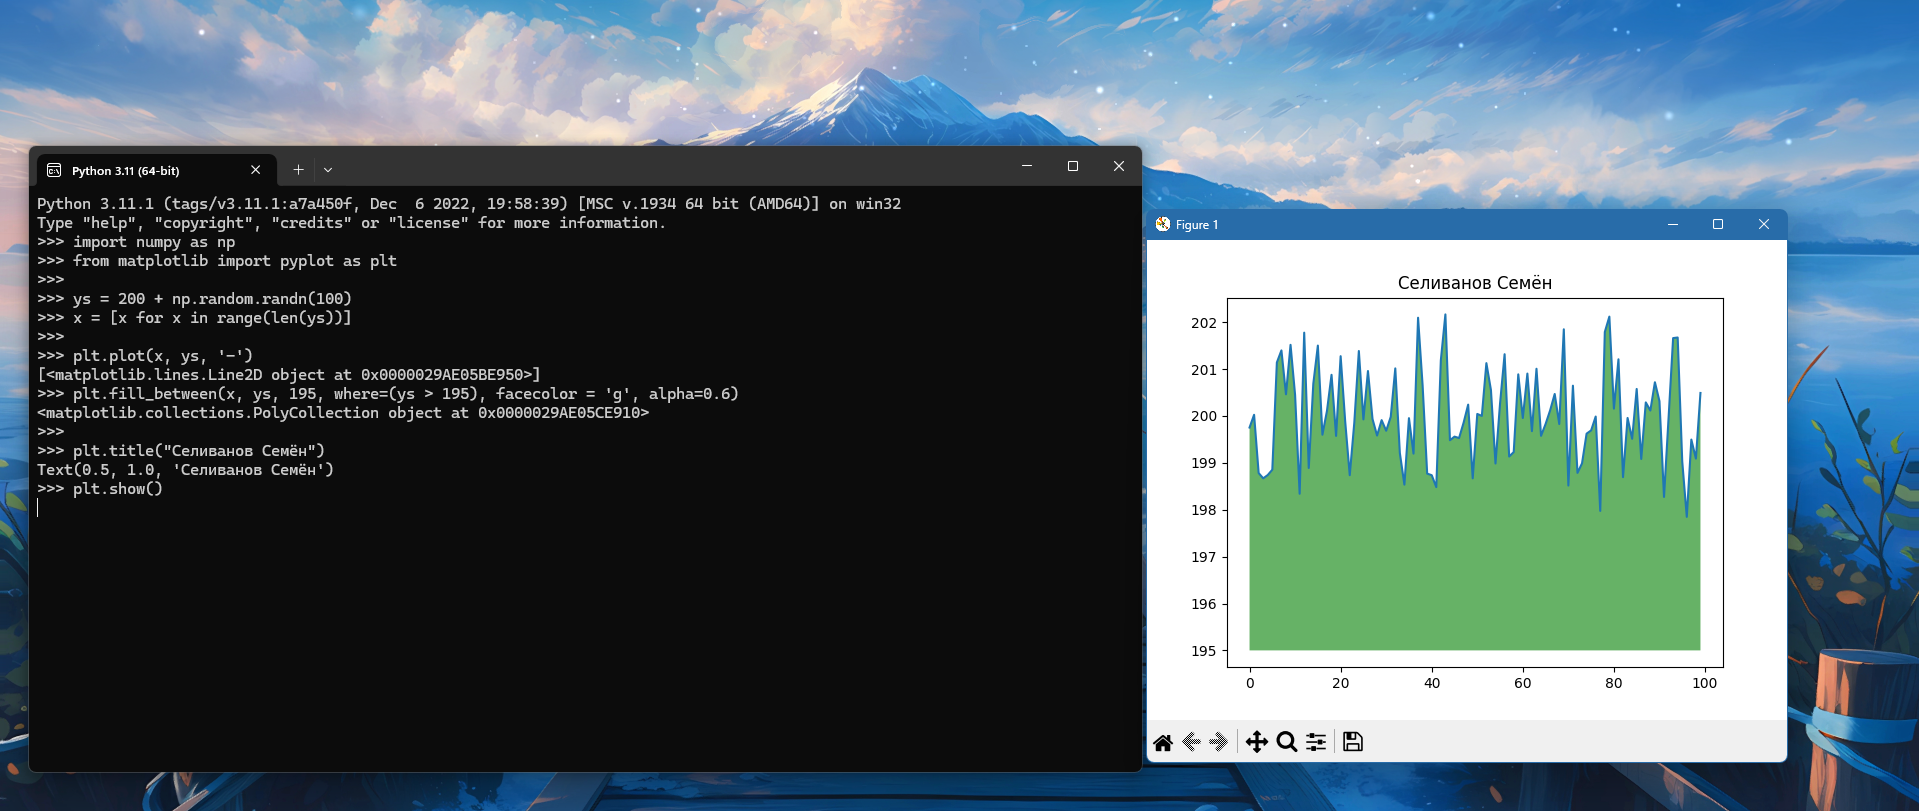 Python 3.11 (64-bit)
Python 3.11.1 (tags/v3.11.1:a7a450f, Dec  6 2022, 19:58:39) [MSC v.1934 64 bit (AMD64)] on win32
Type "help", "copyright", "credits" or "license" for more information.
>>> import numpy as np
>>> from matplotlib import pyplot as plt
>>>
>>> ys = 200 + np.random.randn(100)
>>> x = [x for x in range(len(ys))]
>>>
>>> plt.plot(x, ys, '-')
[<matplotlib.lines.Line2D object at 0x0000029AE05BE950>]
>>> plt.fill_between(x, ys, 195, where=(ys > 195), facecolor = 'g', alpha=0.6)
<matplotlib.collections.PolyCollection object at 0x0000029AE05CE910>
>>>
>>> plt.title("Селиванов Семён")
Text(0.5, 1.0, 'Селиванов Семён')
>>> plt.show()
Figure 1
Селиванов Семён
202
201
200
199
198
197
196
195
0 20 40 60 80 100